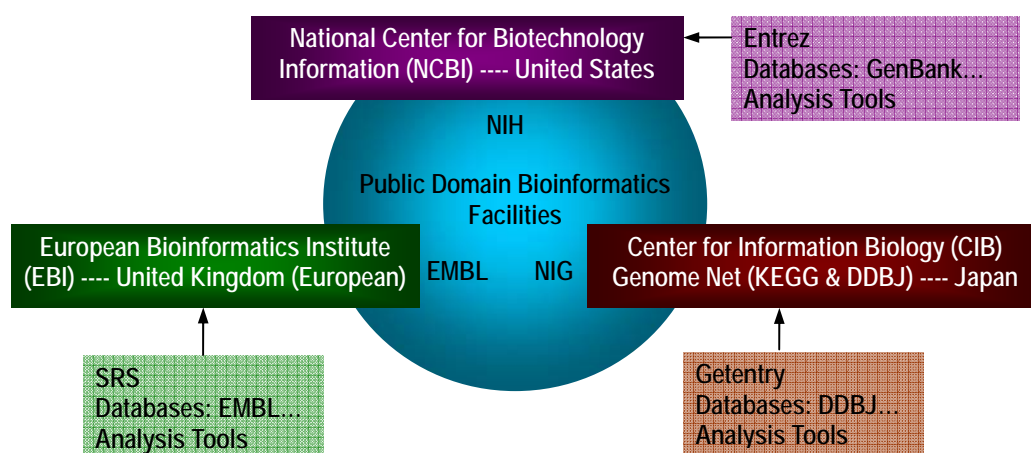 National Center for Biotechnology
Information (NCBI) ---- United States
Entrez
Databases: GenBank...
Analysis Tools
NIH
Public Domain Bioinformatics
Facilities
European Bioinformatics Institute
(EBI) ---- United Kingdom (European)
EMBL
NIG
Center for Information Biology (CIB)
Genome Net (KEGG & DDBJ) ---- Japan
SRS
Databases: EMBL...
Analysis Tools
Getentry
Databases: DDBJ...
Analysis Tools